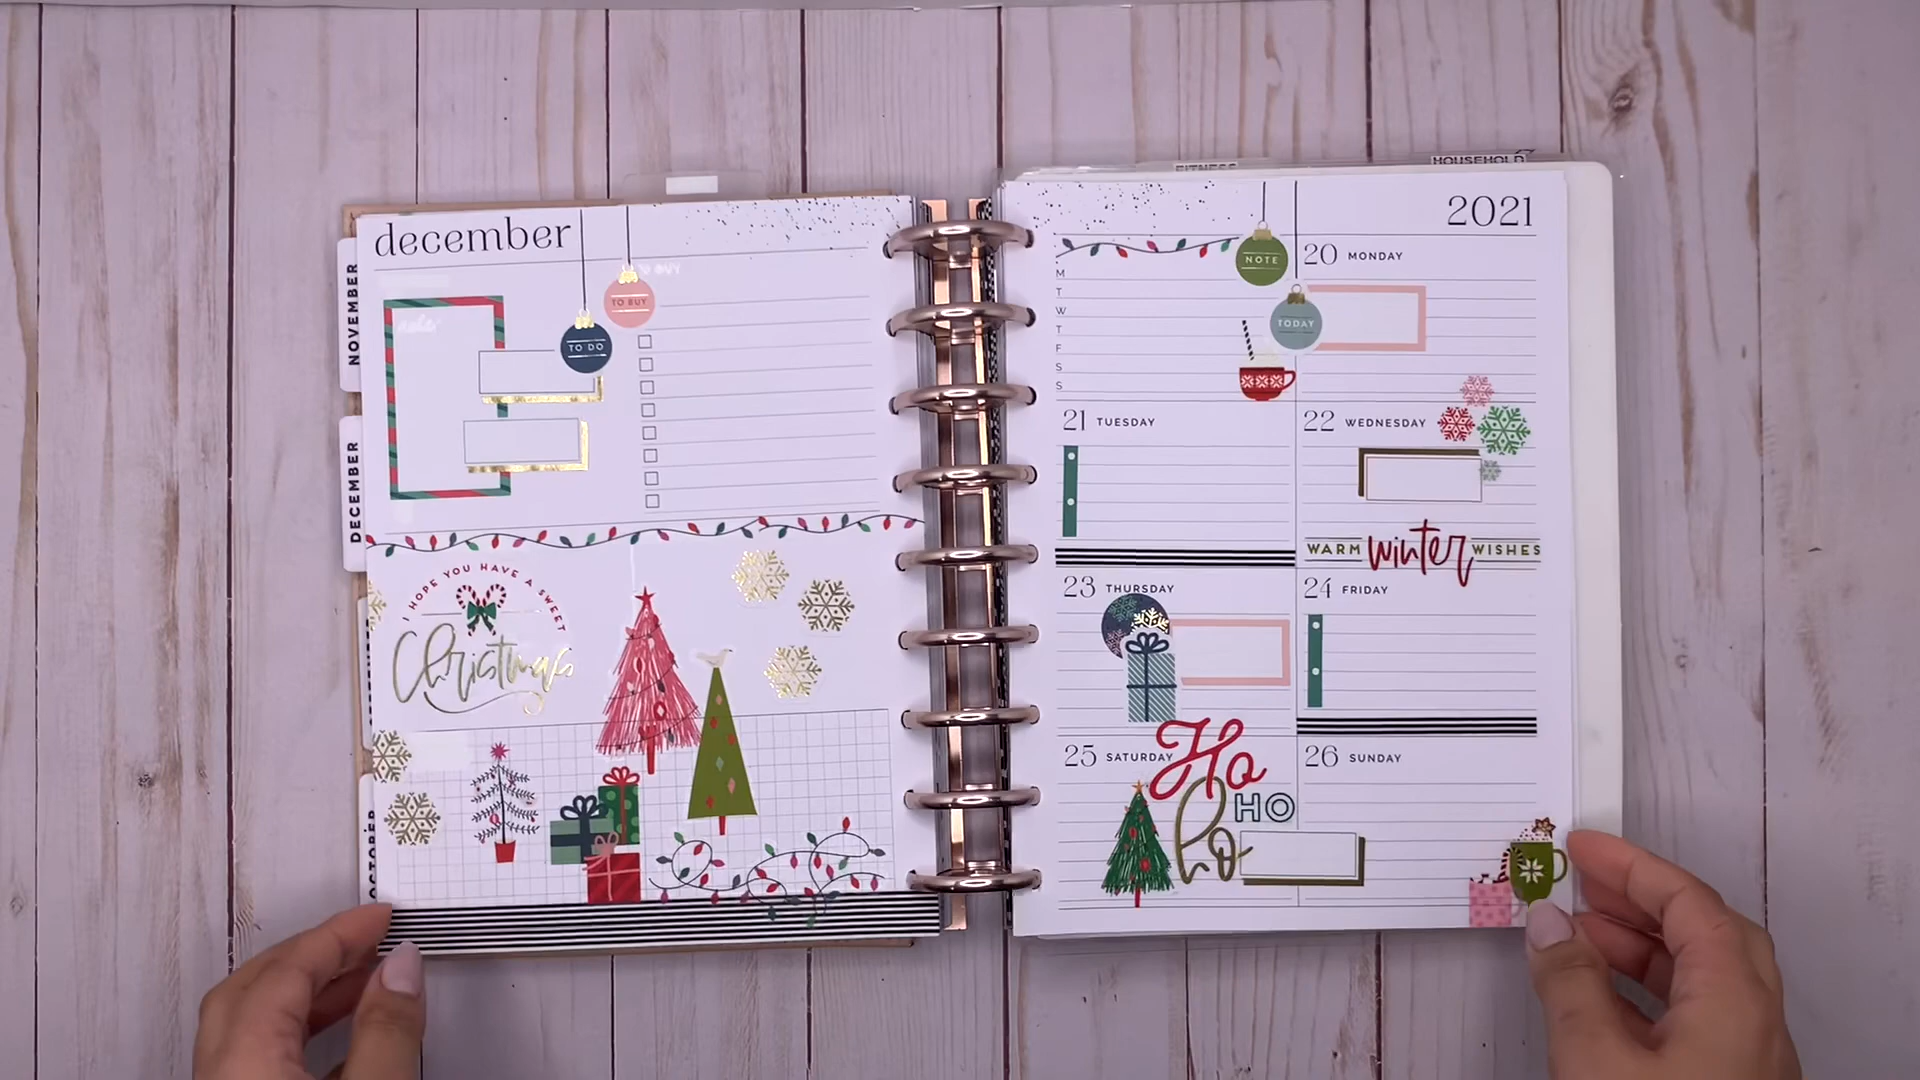 FITNESS
HOUSEHOLD
december
2021
NOVEMBER
DECEMBER
OCTOBER
TO BUY
TO DO
I HOPE YOU HAVE A SWEET
Christmas
NOTE
M
T
W
T
F
S
S
TODAY
20 MONDAY
21 TUESDAY
22 WEDNESDAY
WARM winter WISHES
23 THURSDAY
24 FRIDAY
25 SATURDAY
Ho
HO
ho
26 SUNDAY